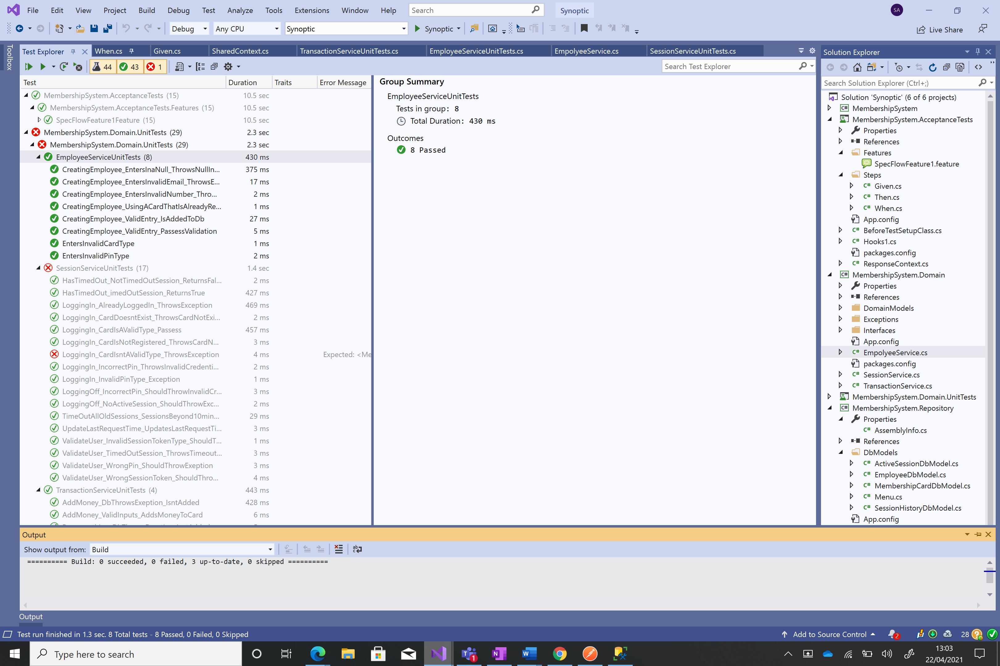 File Edit View Project Build Debug Test Analyze Tools Extensions Window Help Search Synoptic SA
Debug Any CPU Synoptic Synoptic Live Share
Toolbox
Test Explorer When.cs Given.cs SharedContext.cs TransactionServiceUnitTests.cs EmployeeServiceUnitTests.cs EmpolyeeService.cs SessionServiceUnitTests.cs
44 43 1 Search Test Explorer
Test Duration Traits Error Message
MembershipSystem.AcceptanceTests (15) 10.5 sec
MembershipSystem.AcceptanceTests.Features (15) 10.5 sec
SpecFlowFeature1Feature (15) 10.5 sec
MembershipSystem.Domain.UnitTests (29) 2.3 sec
MembershipSystem.Domain.UnitTests (29) 2.3 sec
EmployeeServiceUnitTests (8) 430 ms
CreatingEmployee_EntersInaNull_ThrowsNullIn... 375 ms
CreatingEmployee_EntersInvalidEmail_ThrowsE... 17 ms
CreatingEmployee_EntersInvalidNumber_Thro... 2 ms
CreatingEmployee_UsingACardThatIsAlreadyRe... 1 ms
CreatingEmployee_ValidEntry_IsAddedToDb 27 ms
CreatingEmployee_ValidEntry_PassessValidation 5 ms
EntersInvalidCardType 1 ms
EntersInvalidPinType 2 ms
SessionServiceUnitTests (17) 1.4 sec
HasTimedOut_NotTimedOutSession_ReturnsFal... 2 ms
HasTimedOut_imedOutSession_ReturnsTrue 427 ms
LoggingIn_AlreadyLoggedIn_ThrowsException 469 ms
LoggingIn_CardDoesntExist_ThrowsCardNotExi... 2 ms
LoggingIn_CardIsAValidType_Passess 457 ms
LoggingIn_CardIsNotRegistered_ThrowsCardN... 3 ms
LoggingIn_CardIsntAValidType_ThrowsException 4 ms Expected: <Me
LoggingIn_IncorrectPin_ThrowsInvalidCredenti... 2 ms
LoggingIn_InvalidPinType_Exception 1 ms
LoggingOff_IncorrectPin_ShouldThrowInvalidCr... 3 ms
LoggingOff_NoActiveSession_ShouldThrowExc... 2 ms
TimeOutAllOldSessions_SessionsBeyond10min... 29 ms
UpdateLastRequestTime_UpdatesLastRequestTi... 3 ms
ValidateUser_InvalidSessionTokenType_ShouldT... 1 ms
ValidateUser_TimedOutSession_ThrowsTimeout... 3 ms
ValidateUser_WrongPin_ShouldThrowExeption 3 ms
ValidateUser_WrongSessionToken_ShouldThro... 4 ms
TransactionServiceUnitTests (4) 443 ms
AddMoney_DbThrowsExeption_IsntAdded 428 ms
AddMoney_ValidInputs_AddsMoneyToCard 6 ms
Group Summary
EmployeeServiceUnitTests
Tests in group: 8
Total Duration: 430 ms
Outcomes
8 Passed
Solution Explorer
Search Solution Explorer (Ctrl+;)
Solution 'Synoptic' (6 of 6 projects)
C# MembershipSystem
MembershipSystem.AcceptanceTests
Properties
References
Features
SpecFlowFeature1.feature
Steps
C# Given.cs
C# Then.cs
C# When.cs
App.config
C# BeforeTestSetupClass.cs
C# Hooks1.cs
packages.config
C# ResponseContext.cs
C# MembershipSystem.Domain
Properties
References
DomainModels
Exceptions
Interfaces
App.config
C# EmpolyeeService.cs
packages.config
C# SessionService.cs
C# TransactionService.cs
MembershipSystem.Domain.UnitTests
C# MembershipSystem.Repository
Properties
C# AssemblyInfo.cs
References
DbModels
C# ActiveSessionDbModel.cs
C# EmployeeDbModel.cs
C# MembershipCardDbModel.cs
C# Menu.cs
C# SessionHistoryDbModel.cs
App.config
Output
Show output from: Build
========== Build: 0 succeeded, 0 failed, 3 up-to-date, 0 skipped ==========
Output
Test run finished in 1.3 sec. 8 Total tests - 8 Passed, 0 Failed, 0 Skipped Add to Source Control 2 28
Type here to search 1 13:03
22/04/2021